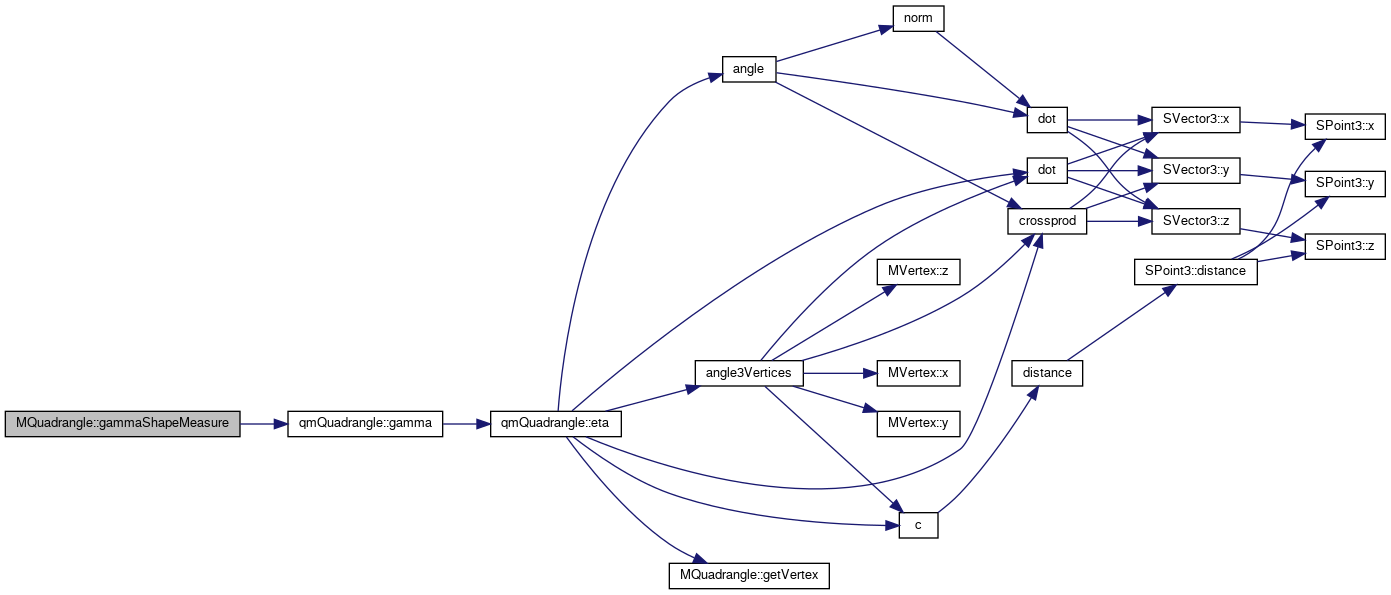 MQuadrangle::gammaShapeMeasure
qmQuadrangle::gamma
qmQuadrangle::eta
angle
norm
dot
dot
crossprod
SVector3::x
SVector3::y
SVector3::z
SPoint3::x
SPoint3::y
SPoint3::z
SPoint3::distance
angle3Vertices
MVertex::z
MVertex::x
MVertex::y
distance
c
MQuadrangle::getVertex